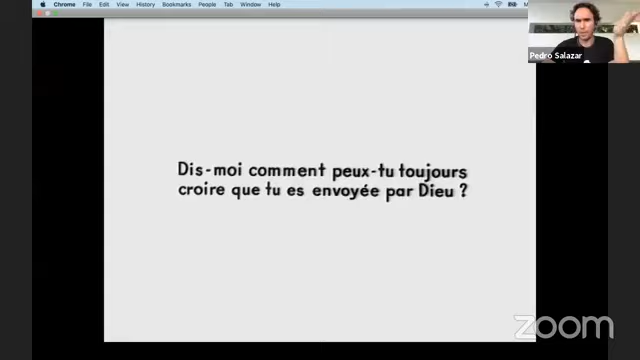 Chrome File Edit View History Bookmarks People Tab Window Help
Pedro Salazar
Dis-moi comment peux-tu toujours
croire que tu es envoyée par Dieu ?
zoom